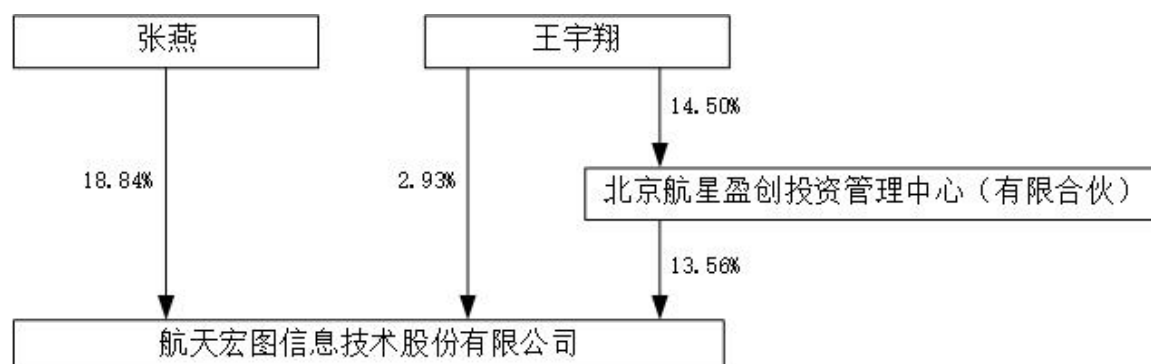 张燕
王宇翔
14.50%
18.84%
2.93%
北京航星盈创投资管理中心（有限合伙）
13.56%
航天宏图信息技术股份有限公司